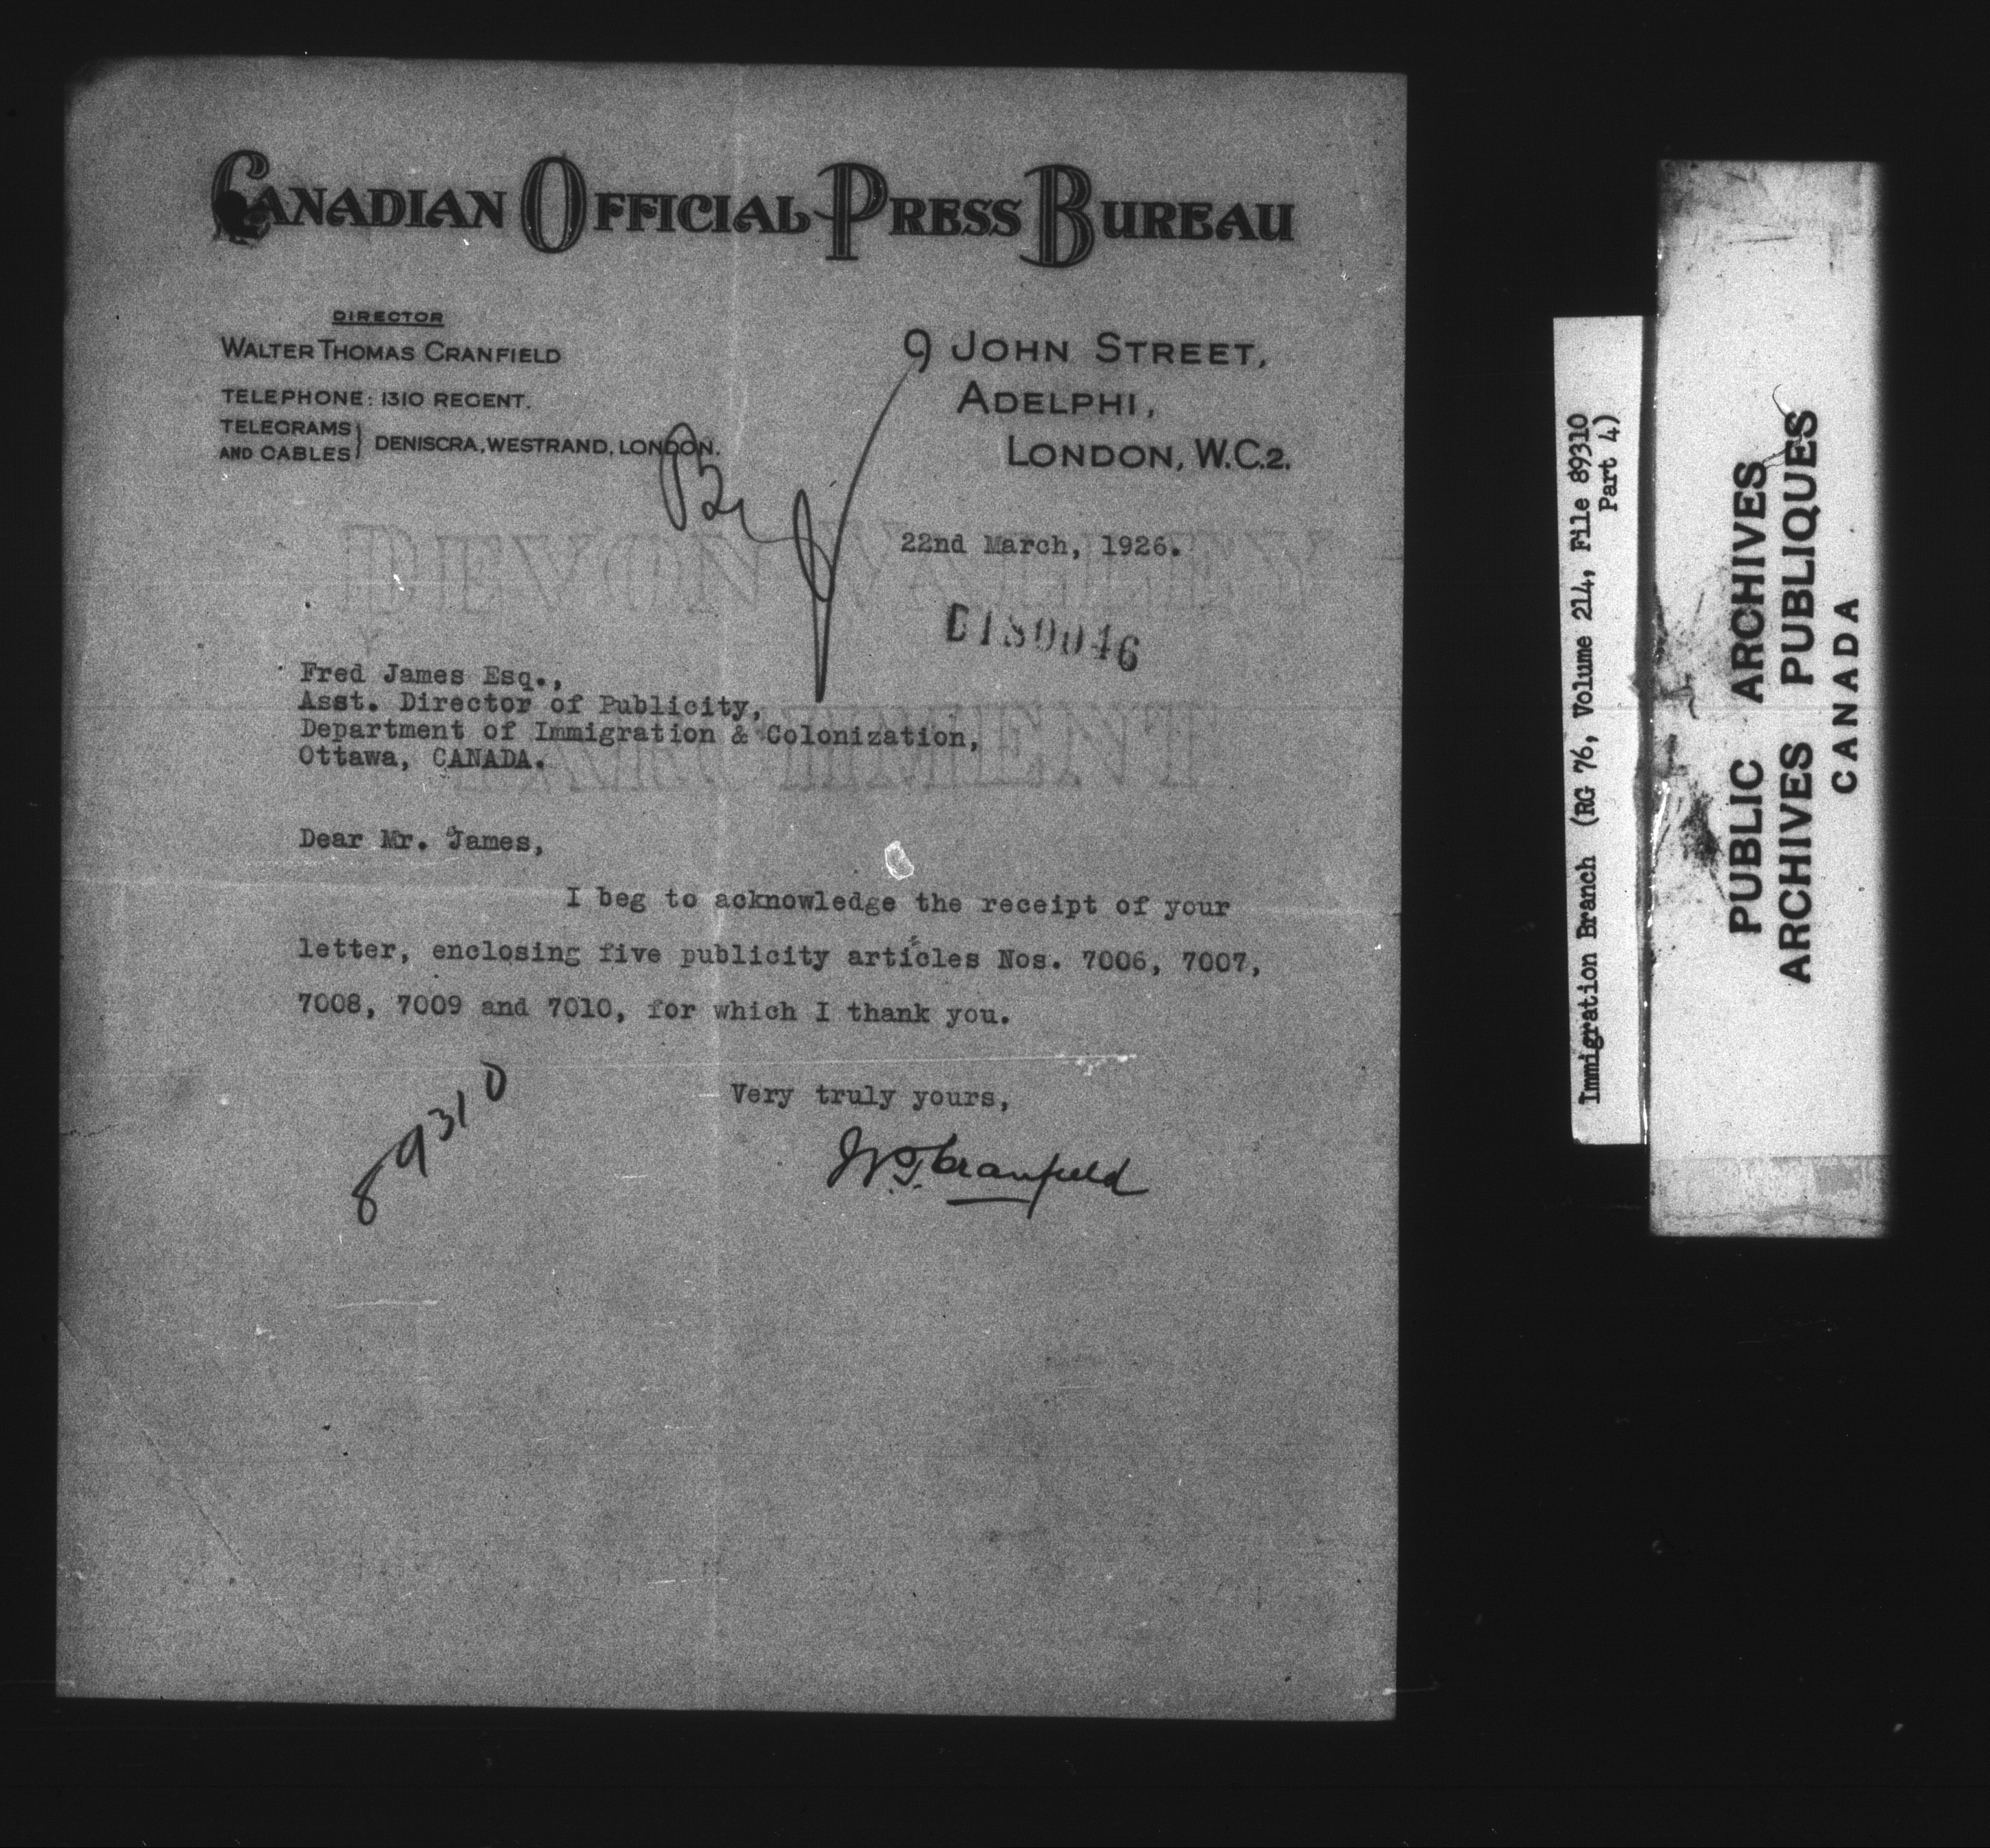 CANADIAN OFFICIAL PRESS BUREAU
DIRECTOR
WALTER THOMAS CRANFIELD
TELEPHONE: 1310 REGENT.
TELEGRAMS
AND CABLES } DENISCRA, WESTRAND, LONDON.
9 JOHN STREET,
ADELPHI,
LONDON, W.C.2.
22nd March, 1926.
Fred James Esq.,
Asst. Director of Publicity,
Department of Immigration & Colonization,
Ottawa, CANADA.
Dear Mr. James,
I beg to acknowledge the receipt of your
letter, enclosing five publicity articles Nos. 7006, 7007,
7008, 7009 and 7010, for which I thank you.
Very truly yours,
W.T. Cranfield
89310
DEVON VALLEY
PARCHMENT
Immigration Branch (RG 76, Volume 214, File 89310
Part 4)
PUBLIC ARCHIVES
ARCHIVES PUBLIQUES
CANADA